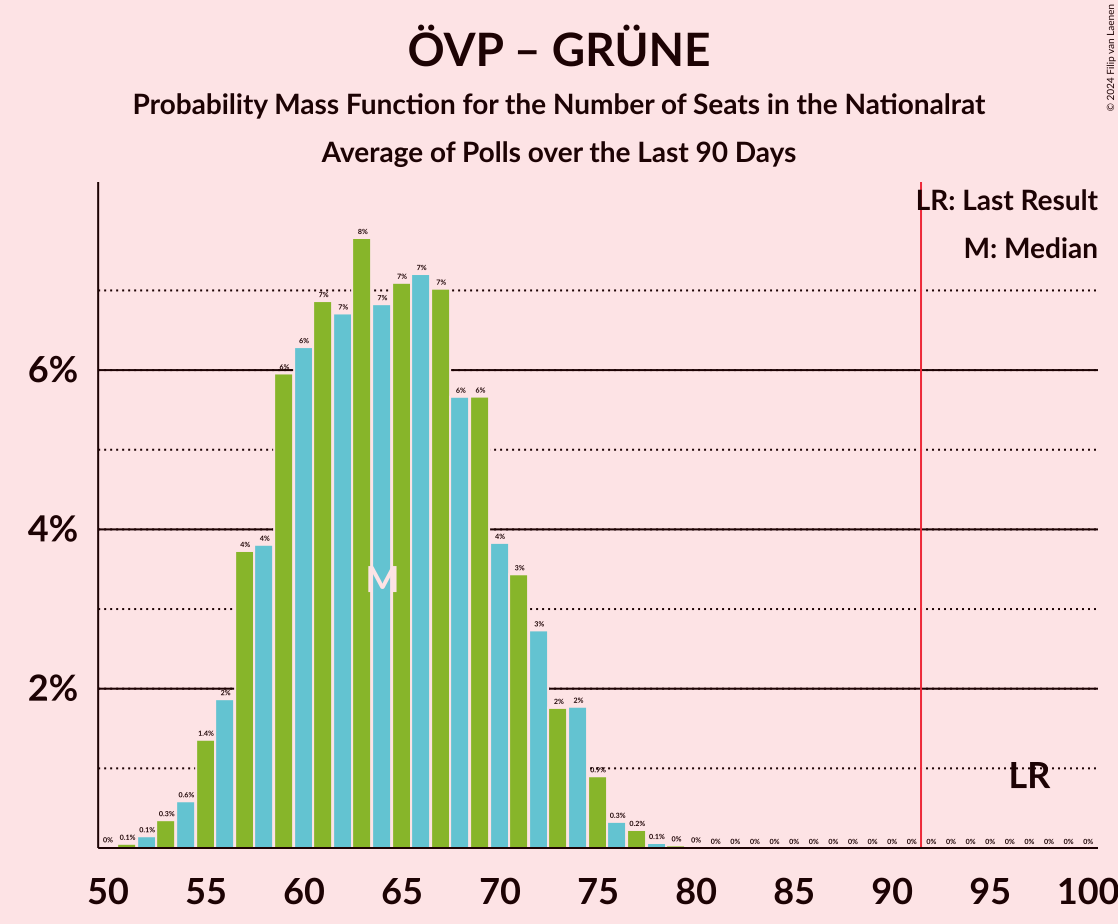 ÖVP – GRÜNE
Probability Mass Function for the Number of Seats in the Nationalrat
Average of Polls over the Last 90 Days
© 2024 Filip van Laenen
LR: Last Result
M: Median
6%
4%
2%
0% 0.1% 0.1% 0.3% 0.6% 1.4% 2% 4% 4% 6% 6% 7% 7% 8% 7% 7% 7% 7% 6% 6% 4% 3% 3% 2% 2% 0.9% 0.3% 0.2% 0.1% 0% 0% 0% 0% 0% 0% 0% 0% 0% 0% 0% 0% 0% 0% 0% 0% 0% 0% 0% 0% 0% 0%
M
LR
50 55 60 65 70 75 80 85 90 95 100